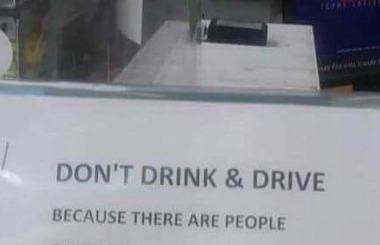 DON'T DRINK & DRIVE
BECAUSE THERE ARE PEOPLE